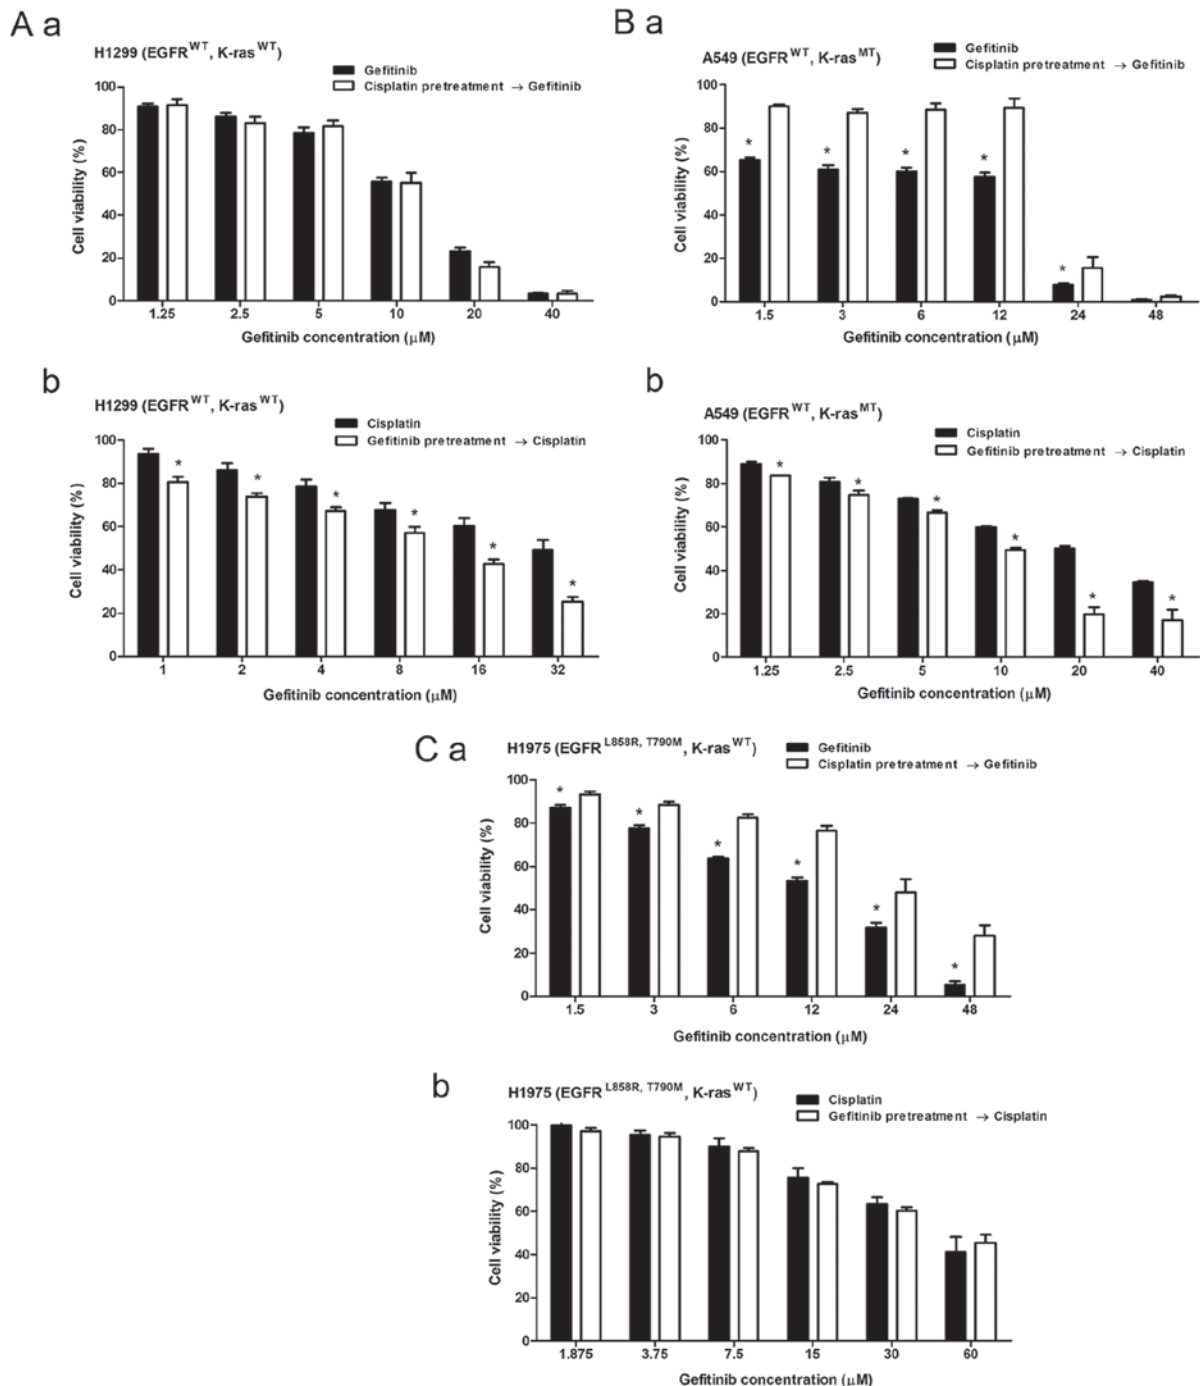 A a
H1299 (EGFR^WT, K-ras^WT)
Gefitinib
Cisplatin pretreatment → Gefitinib
Cell viability (%)
100
80
60
40
20
0
1.25 2.5 5 10 20 40
Gefitinib concentration (μM)
B a
A549 (EGFR^WT, K-ras^MT)
Gefitinib
Cisplatin pretreatment → Gefitinib
Cell viability (%)
100
80
60
40
20
0
* * * * *
1.5 3 6 12 24 48
Gefitinib concentration (μM)
b
H1299 (EGFR^WT, K-ras^WT)
Cisplatin
Gefitinib pretreatment → Cisplatin
Cell viability (%)
100
80
60
40
20
0
* * * * * *
1 2 4 8 16 32
Gefitinib concentration (μM)
b
A549 (EGFR^WT, K-ras^MT)
Cisplatin
Gefitinib pretreatment → Cisplatin
Cell viability (%)
100
80
60
40
20
0
* * * * * *
1.25 2.5 5 10 20 40
Gefitinib concentration (μM)
C a
H1975 (EGFR^L858R, T790M, K-ras^WT)
Gefitinib
Cisplatin pretreatment → Gefitinib
Cell viability (%)
100
80
60
40
20
0
* * * * * *
1.5 3 6 12 24 48
Gefitinib concentration (μM)
b
H1975 (EGFR^L858R, T790M, K-ras^WT)
Cisplatin
Gefitinib pretreatment → Cisplatin
Cell viability (%)
100
80
60
40
20
0
1.875 3.75 7.5 15 30 60
Gefitinib concentration (μM)